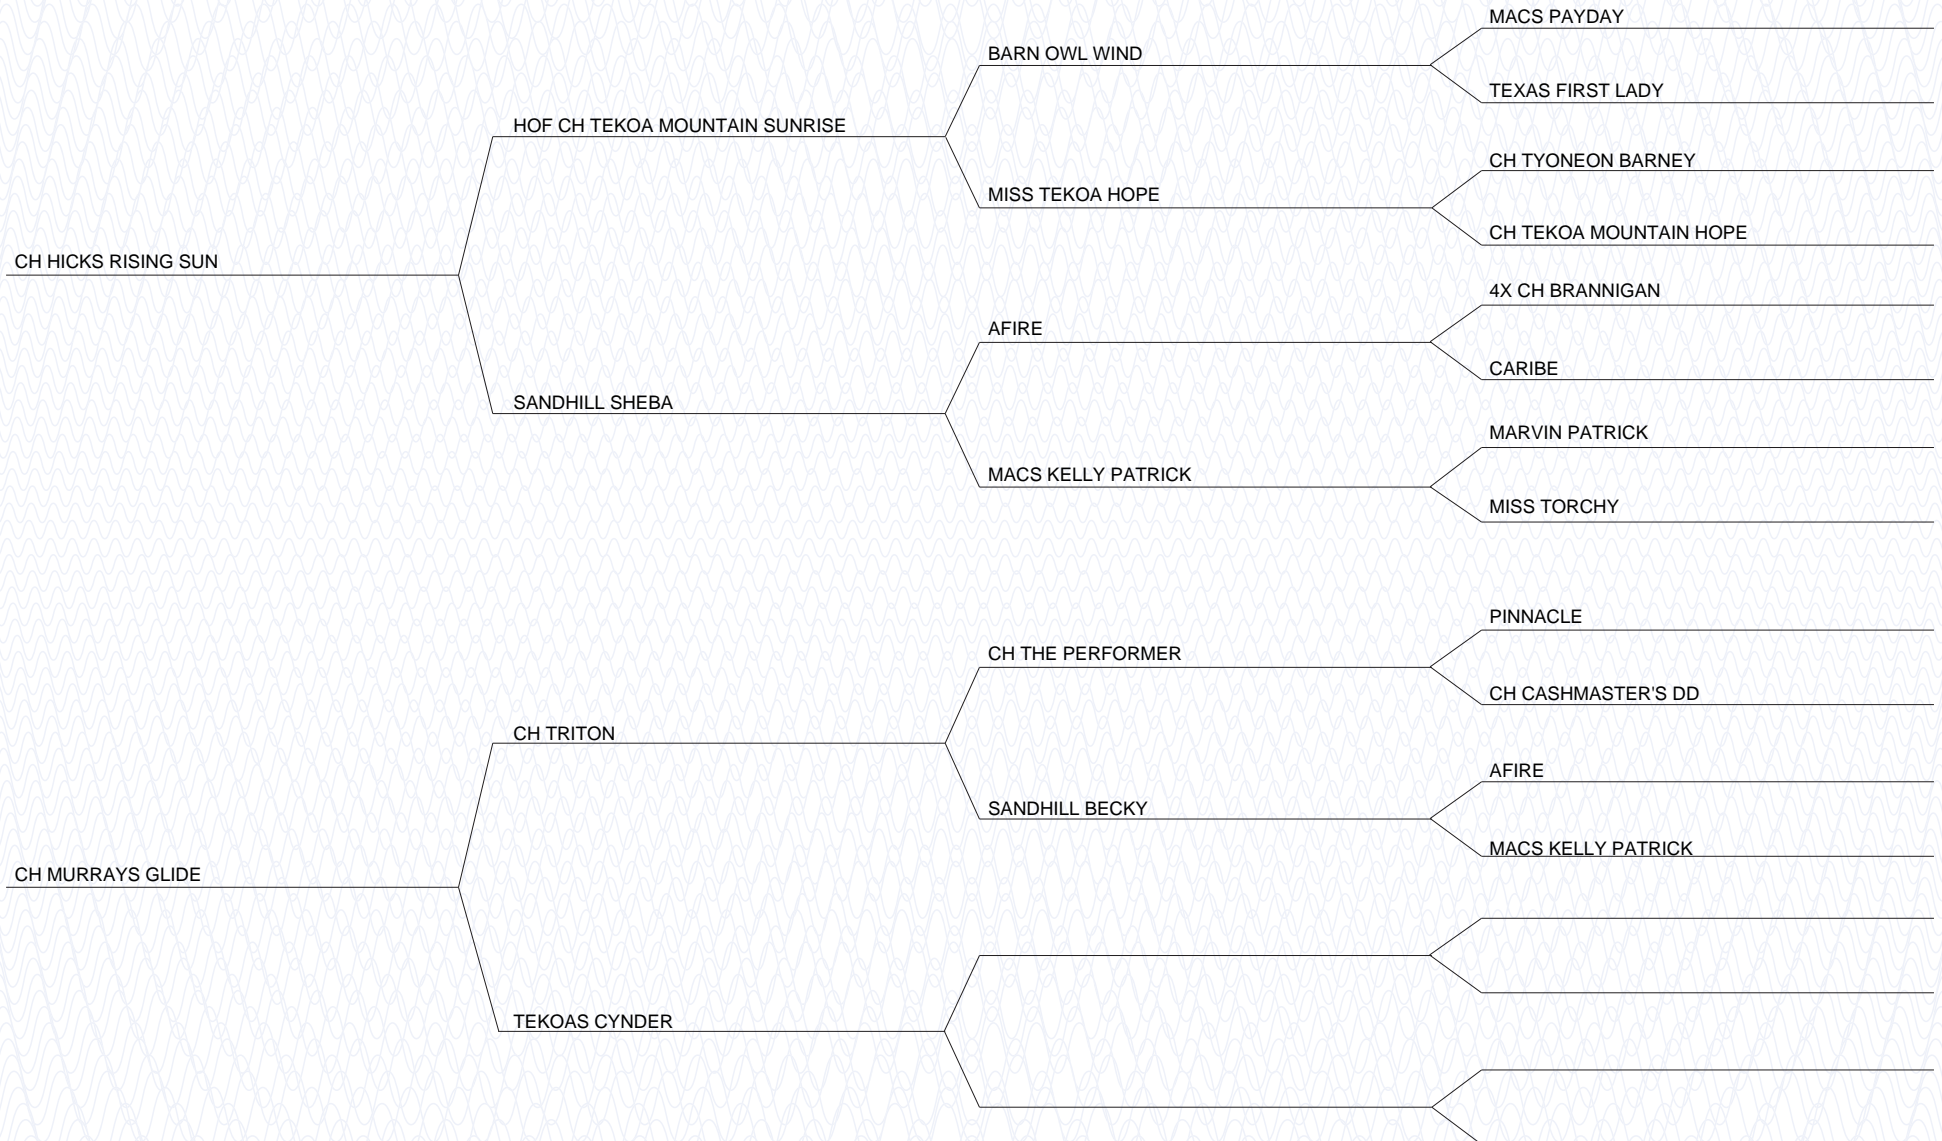 MACS PAYDAY
BARN OWL WIND
TEXAS FIRST LADY
HOF CH TEKOA MOUNTAIN SUNRISE
CH TYONEON BARNEY
MISS TEKOA HOPE
CH TEKOA MOUNTAIN HOPE
CH HICKS RISING SUN
4X CH BRANNIGAN
AFIRE
CARIBE
SANDHILL SHEBA
MARVIN PATRICK
MACS KELLY PATRICK
MISS TORCHY
PINNACLE
CH THE PERFORMER
CH CASHMASTER'S DD
CH TRITON
AFIRE
SANDHILL BECKY
MACS KELLY PATRICK
CH MURRAYS GLIDE
TEKOAS CYNDER